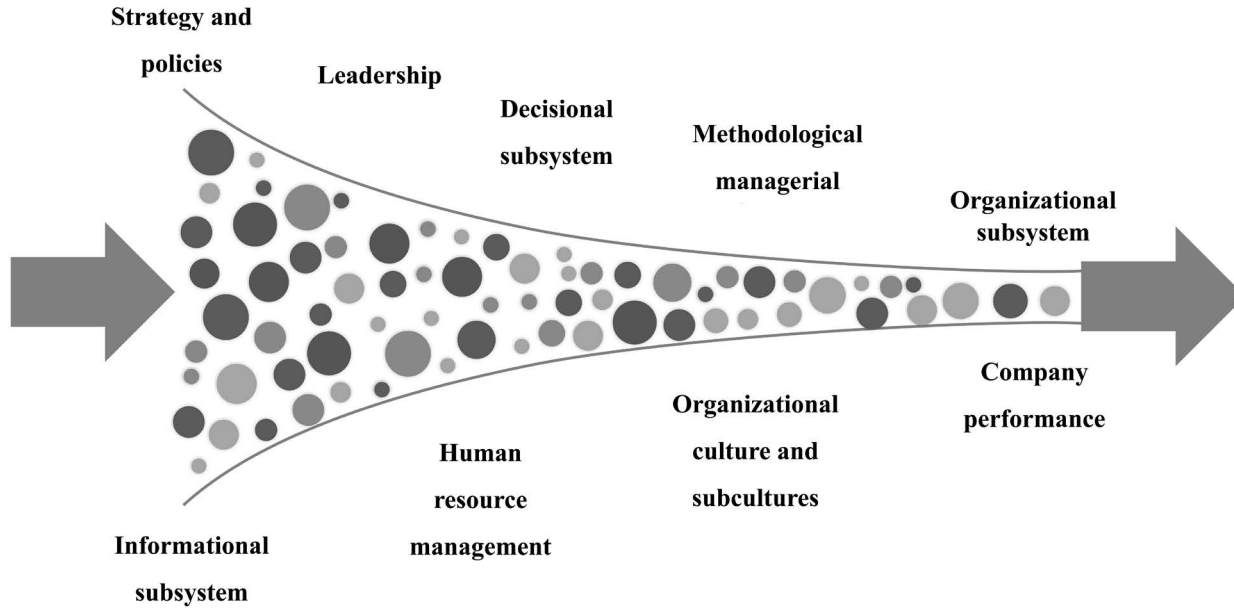 Strategy and
policies
Leadership
Decisional
subsystem
Methodological
managerial
Organizational
subsystem
Informational
subsystem
Human
resource
management
Organizational
culture and
subcultures
Company
performance